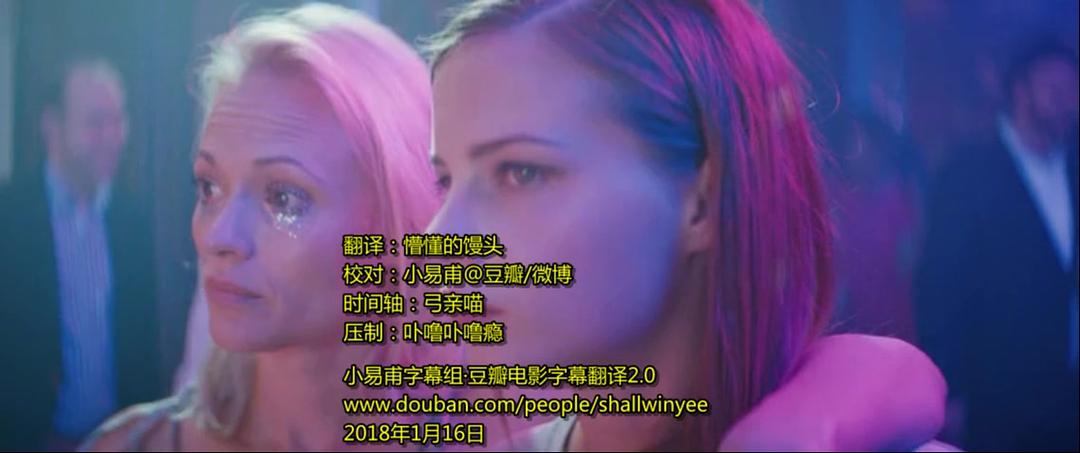 翻译：懵懂的馒头
校对：小易甫@豆瓣/微博
时间轴：弓亲喵
压制：卟噜卟噜瘾
小易甫字幕组·豆瓣电影字幕翻译2.0
www.douban.com/people/shallwinyee
2018年1月16日